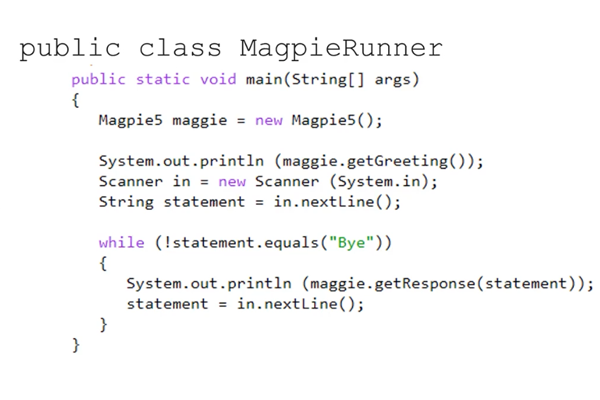 public class MagpieRunner
public static void main(String[] args)
{
Magpie5 maggie = new Magpie5();
System.out.println (maggie.getGreeting());
Scanner in = new Scanner (System.in);
String statement = in.nextLine();
while (!statement.equals("Bye"))
{
System.out.println (maggie.getResponse(statement));
statement = in.nextLine();
}
}